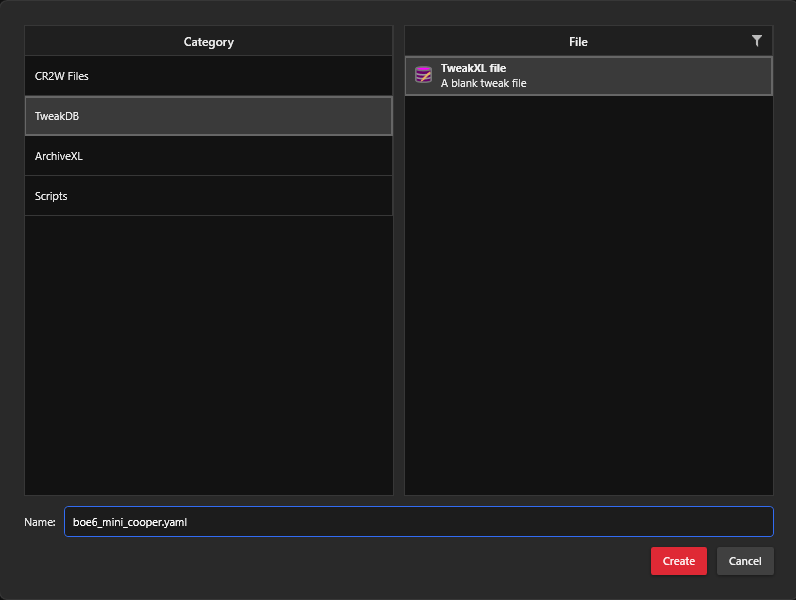 Category
File
CR2W Files
TweakDB
ArchiveXL
Scripts
TweakXL file
A blank tweak file
Name:
boe6_mini_cooper.yaml
Create
Cancel